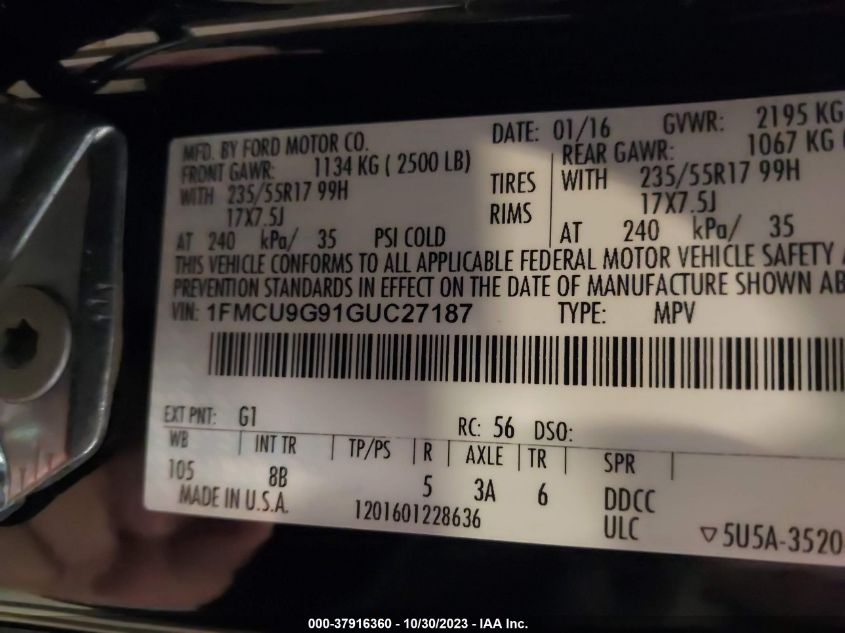 MFD. BY FORD MOTOR CO. DATE: 01/16 GVWR: 2195 KG
FRONT GAWR: 1134 KG ( 2500 LB) REAR GAWR: 1067 KG (
WITH 235/55R17 99H TIRES WITH 235/55R17 99H
17X7.5J RIMS 17X7.5J
AT 240 kPa/ 35 PSI COLD AT 240 kPa/ 35
THIS VEHICLE CONFORMS TO ALL APPLICABLE FEDERAL MOTOR VEHICLE SAFETY
PREVENTION STANDARDS IN EFFECT ON THE DATE OF MANUFACTURE SHOWN AB
VIN: 1FMCU9G91GUC27187 TYPE: MPV
EXT PNT: G1 RC: 56 DSO:
WB INT TR TP/PS R AXLE TR SPR
105 8B 5 3A 6 DDCC
MADE IN U.S.A. 1201601228636 ULC ▽5U5A-3520
000-37916360 - 10/30/2023 - IAA Inc.